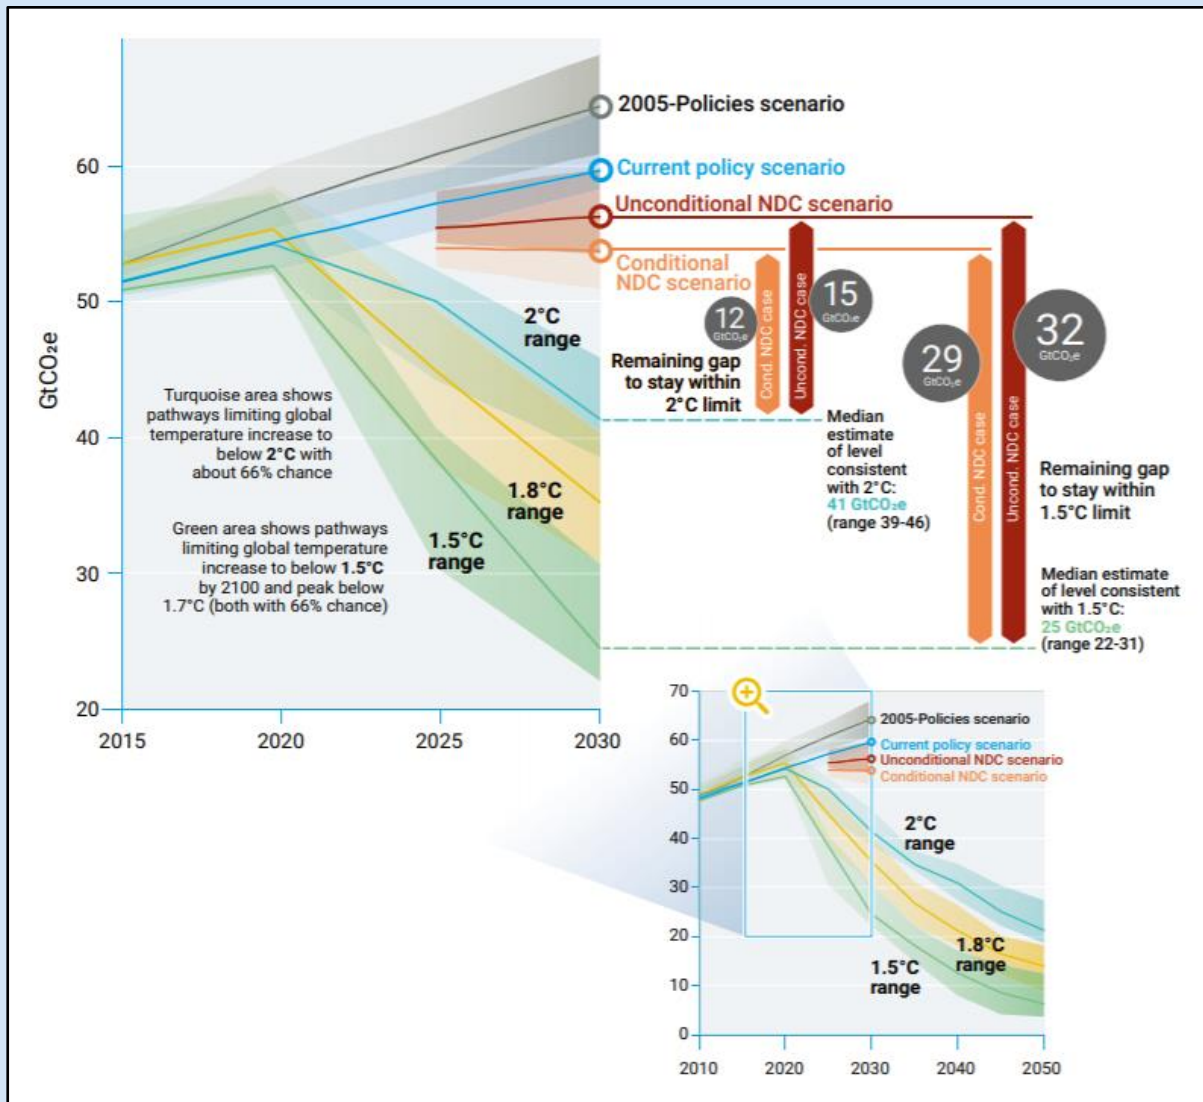 2005-Policies scenario
60
Current policy scenario
Unconditional NDC scenario
Conditional
NDC scenario
50
GtCO₂e
2°C
range
12
GtCO₂e
15
GtCO₂e
Cond. NDC case
Uncond. NDC case
29
GtCO₂e
32
GtCO₂e
Cond. NDC case
Uncond. NDC case
Remaining gap
to stay within
2°C limit
Turquoise area shows
pathways limiting global
temperature increase to
below 2°C with
about 66% chance
40
Median
estimate
of level
consistent
with 2°C:
41 GtCO₂e
(range 39-46)
Remaining gap
to stay within
1.5°C limit
1.8°C
range
1.5°C
range
Green area shows pathways
limiting global temperature
increase to below 1.5°C
by 2100 and peak below
1.7°C (both with 66% chance)
30
Median estimate
of level consistent
with 1.5°C:
25 GtCO₂e
(range 22-31)
20
2015
2020
2025
2030
70
2005-Policies scenario
60
Current policy scenario
Unconditional NDC scenario
Conditional NDC scenario
50
2°C
range
40
30
20
1.8°C
range
1.5°C
range
10
0
2010
2020
2030
2040
2050